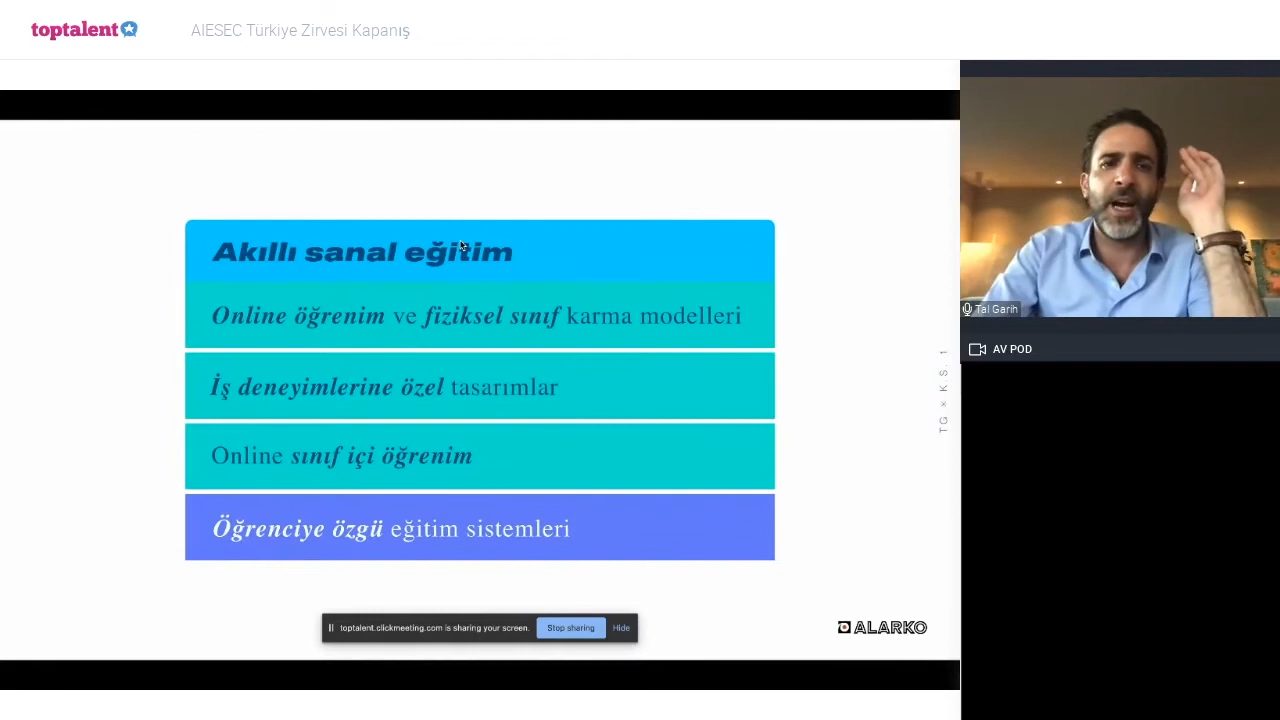 toptalent
AIESEC Türkiye Zirvesi Kapanış
Akıllı sanal eğitim
Online öğrenim ve fiziksel sınıf karma modelleri
İş deneyimlerine özel tasarımlar
Online sınıf içi öğrenim
Öğrenciye özgü eğitim sistemleri
TG × K.S. 1
toptalent.clickmeeting.com is sharing your screen.
Stop sharing
Hide
ALARKO
Tal Garih
AV POD